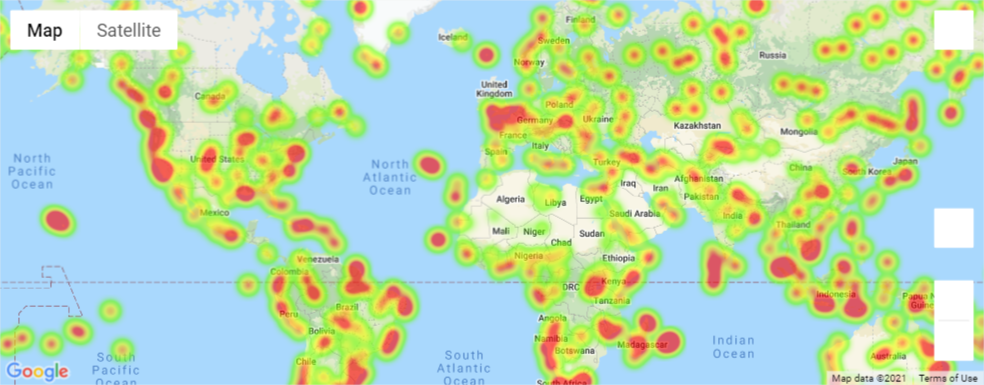 Map Satellite
Iceland
Finland
Sweden
Norway
Russia
United
Kingdom
Canada
Poland
Germany
Ukraine
Kazakhstan
Mongolia
France
Italy
Spain
Turkey
United States
North
Pacific
Ocean
North
Atlantic
Ocean
Japan
South Korea
China
Afghanistan
Iraq
Iran
Pakistan
Algeria
Libya
Egypt
Saudi Arabia
India
Mexico
Mali
Niger
Chad
Sudan
Thailand
Nigeria
Ethiopia
Venezuela
Colombia
DRC
Kenya
Tanzania
Indonesia
Papua N
Guine
Peru
Brazil
Bolivia
Angola
Namibia
Botswana
Madagascar
Indian
Ocean
North
Pacific
Ocean
South
Pacific
Ocean
South
Atlantic
Ocean
Chile
South Africa
Australia
Google
Map data ©2021
Terms of Use